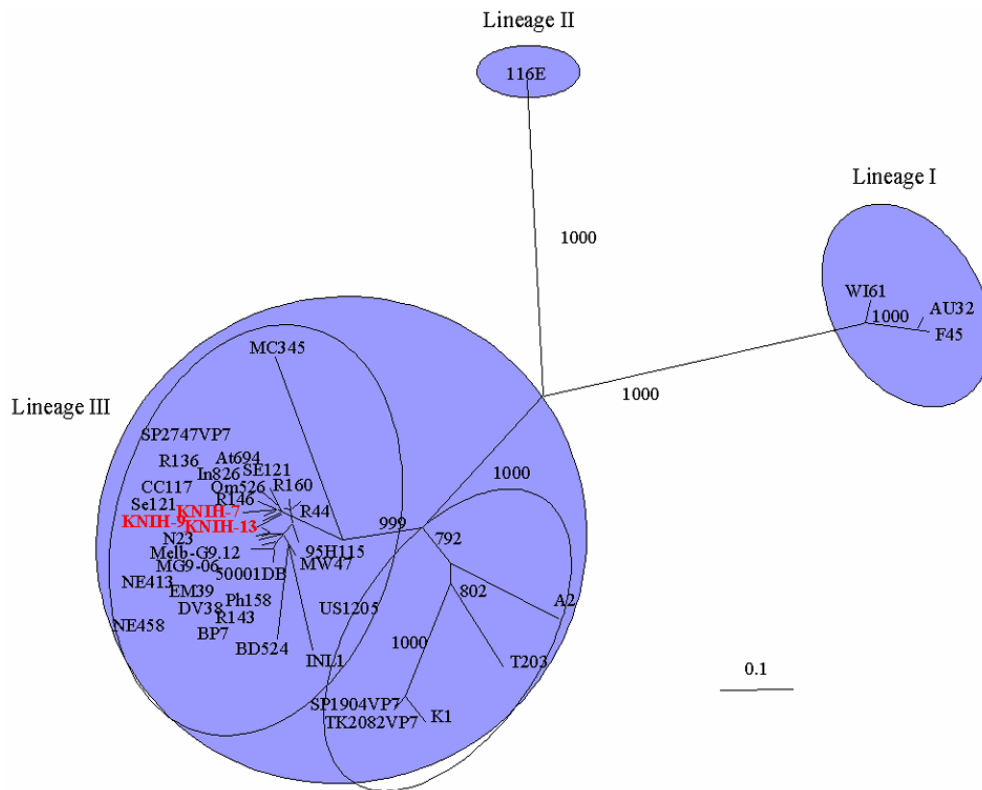 Lineage II
116E
Lineage I
1000
WI61
1000
AU32
F45
1000
MC345
Lineage III
SP2747VP7
R136
At694
In826
SE121
CC117
Qm526
R160
Se121
R146
KNIH-7
R44
KNIH-9
KNIH-13
N23
95H115
999
1000
792
Melb-G9.12
MW47
MG9-06
50001DB
NE413
EM39
Ph158
US1205
802
A2
DV38
R143
NE458
BP7
BD524
INL1
1000
T203
0.1
SP1904VP7
K1
TK2082VP7